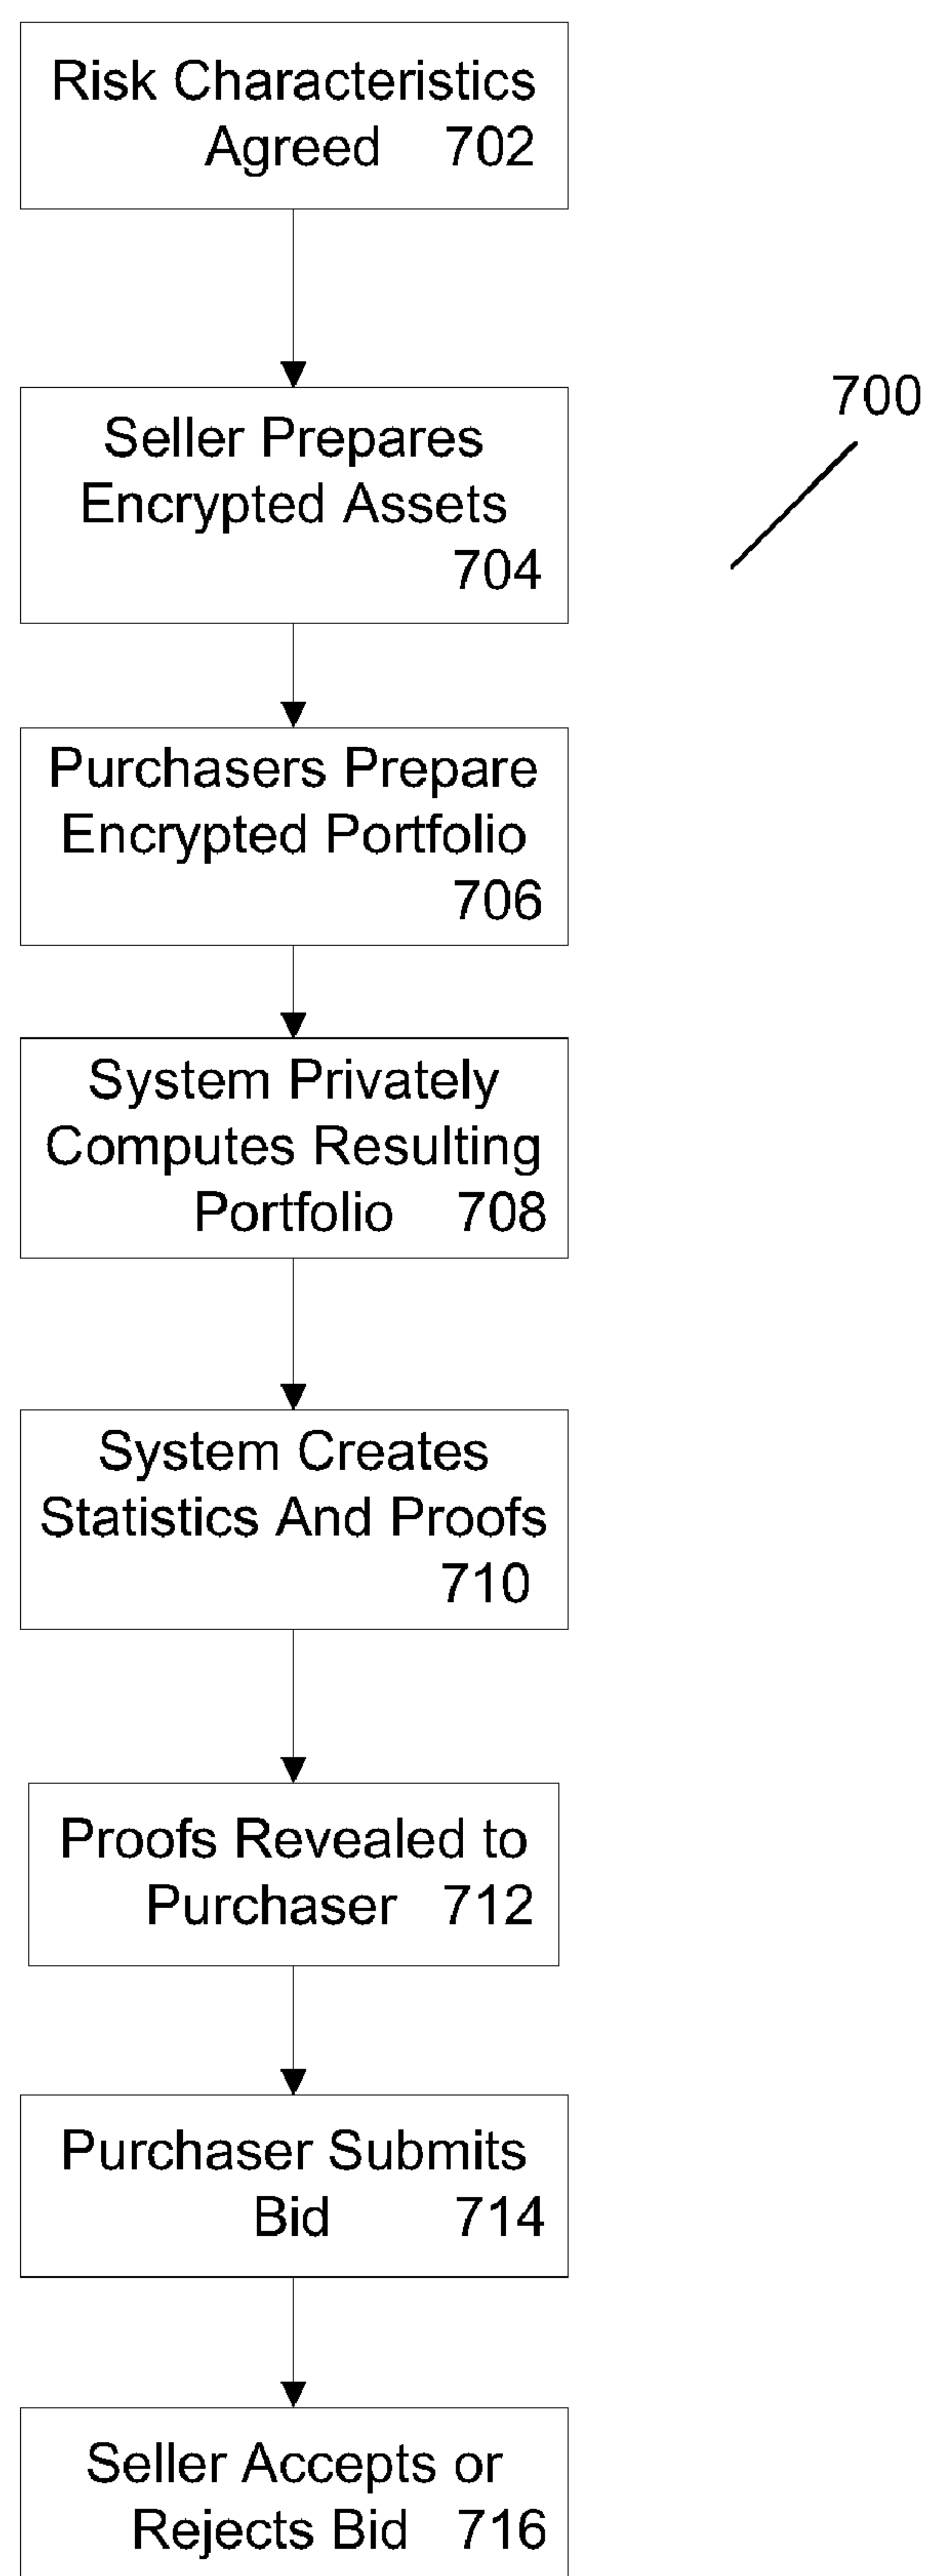 Risk Characteristics
Agreed 702
Seller Prepares
Encrypted Assets
704
700
Purchasers Prepare
Encrypted Portfolio
706
System Privately
Computes Resulting
Portfolio 708
System Creates
Statistics And Proofs
710
Proofs Revealed to
Purchaser 712
Purchaser Submits
Bid 714
Seller Accepts or
Rejects Bid 716